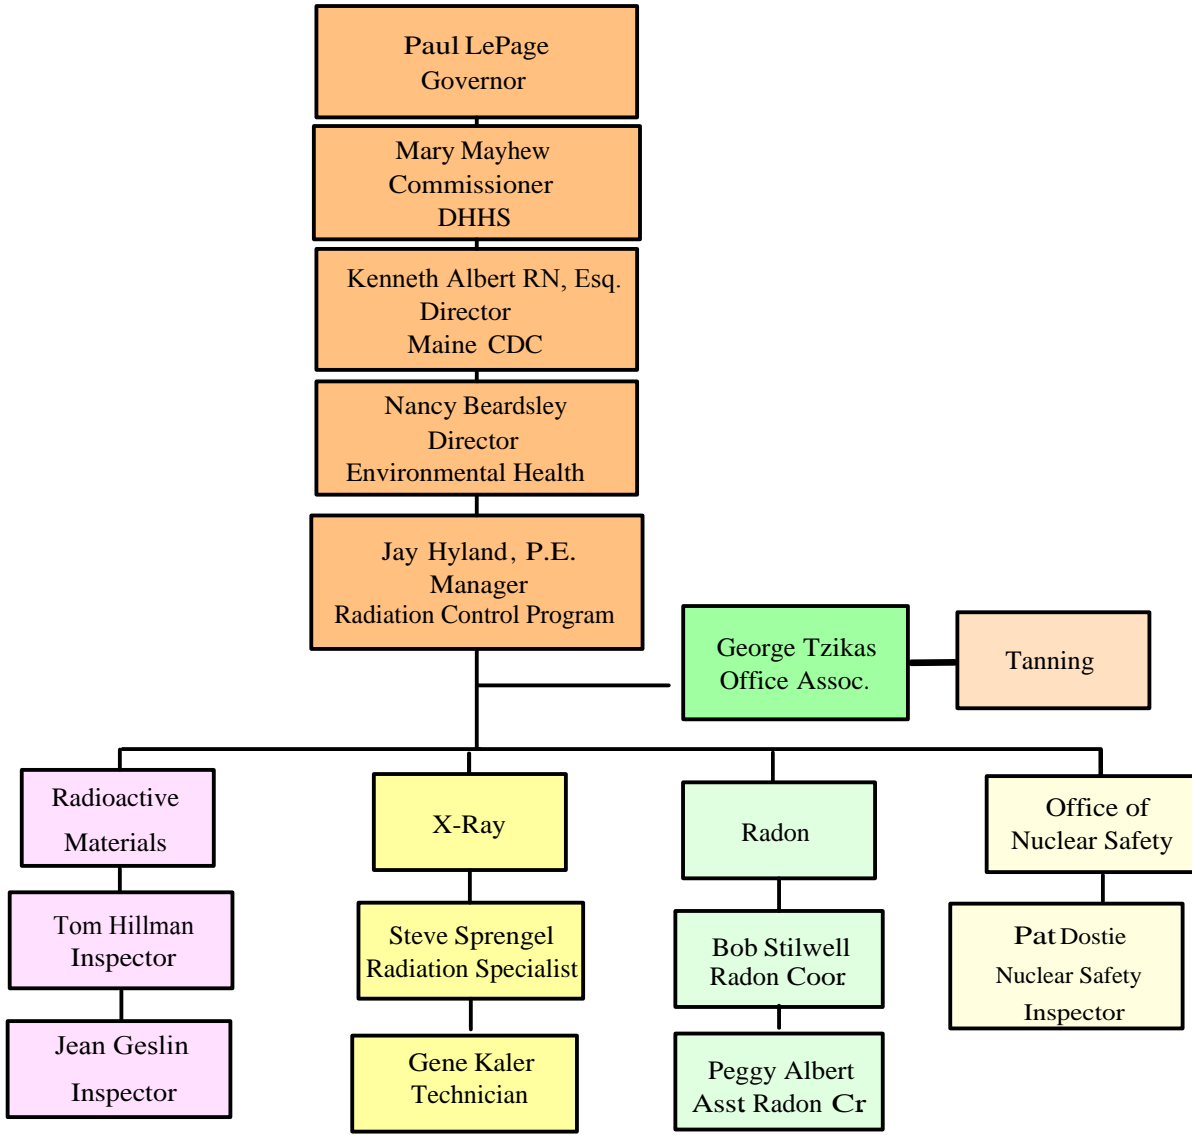 Paul LePage
Governor
Mary Mayhew
Commissioner
DHHS
Kenneth Albert RN, Esq.
Director
Maine CDC
Nancy Beardsley
Director
Environmental Health
Jay Hyland, P.E.
Manager
Radiation Control Program
George Tzikas
Office Assoc.
Tanning
Radioactive
Materials
Tom Hillman
Inspector
Jean Geslin
Inspector
X-Ray
Steve Sprengel
Radiation Specialist
Gene Kaler
Technician
Radon
Bob Stilwell
Radon Coor.
Peggy Albert
Asst Radon Cr
Office of
Nuclear Safety
Pat Dostie
Nuclear Safety
Inspector